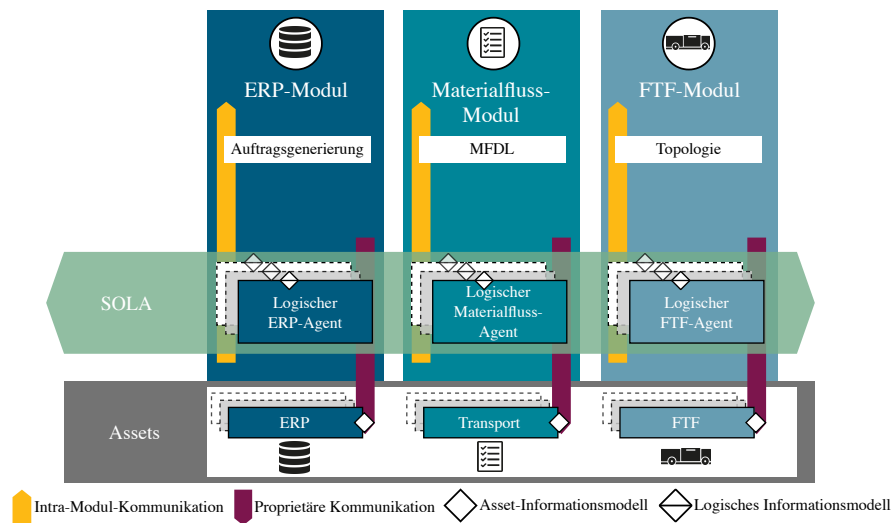 ERP-Modul
Materialfluss-
Modul
FTF-Modul
Auftragsgenerierung
MFDL
Topologie
SOLA
Logischer
ERP-Agent
Logischer
Materialfluss-
Agent
Logischer
FTF-Agent
Assets
ERP
Transport
FTF
Intra-Modul-Kommunikation
Proprietäre Kommunikation
Asset-Informationsmodell
Logisches Informationsmodell